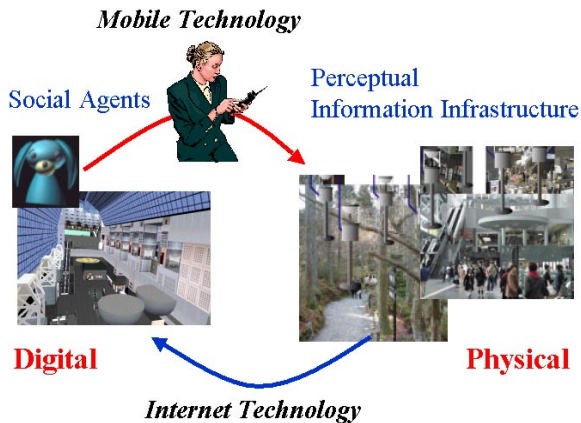 Mobile Technology
Social Agents
Perceptual
Information Infrastructure
Digital
Physical
Internet Technology